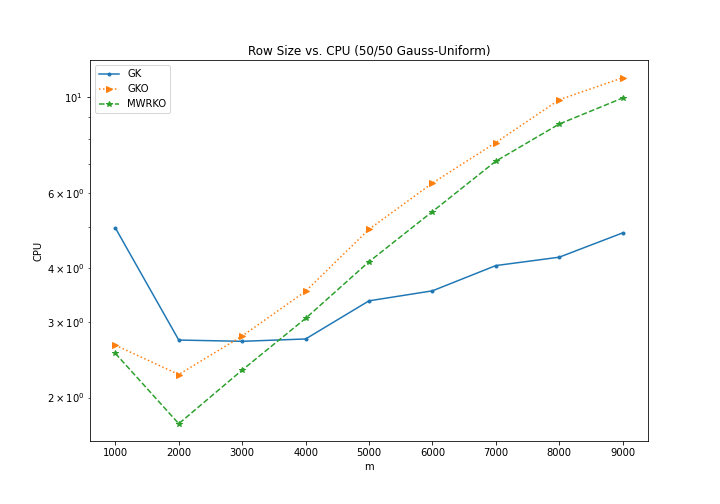 Row Size vs. CPU (50/50 Gauss-Uniform)
GK
GKO
MWRKO
10¹
6 × 10⁰
4 × 10⁰
3 × 10⁰
2 × 10⁰
CPU
1000 2000 3000 4000 5000 6000 7000 8000 9000
m